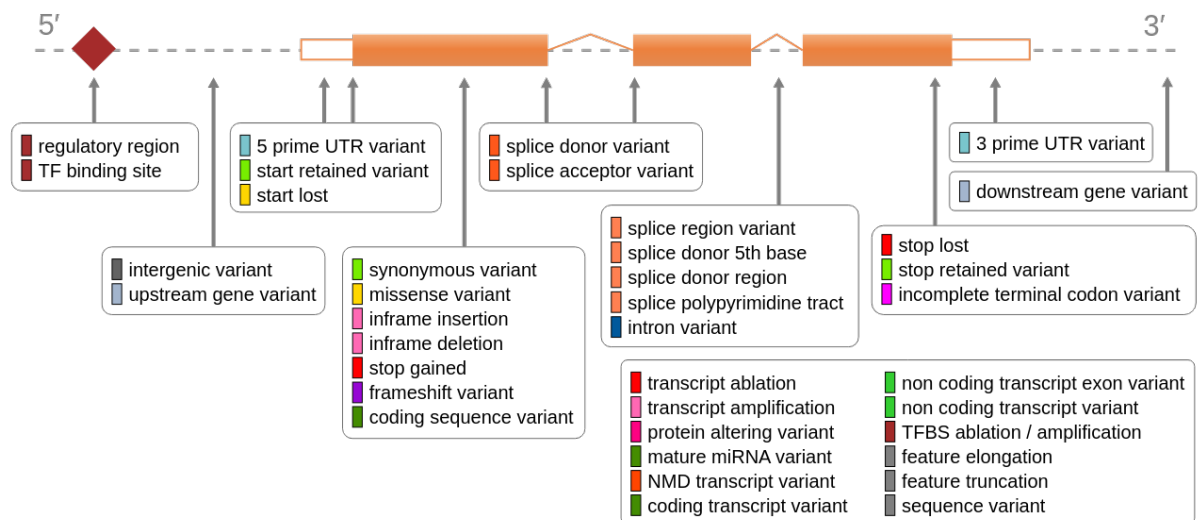 5′
3′
regulatory region
TF binding site
5 prime UTR variant
start retained variant
start lost
splice donor variant
splice acceptor variant
3 prime UTR variant
downstream gene variant
intergenic variant
upstream gene variant
synonymous variant
missense variant
inframe insertion
inframe deletion
stop gained
frameshift variant
coding sequence variant
splice region variant
splice donor 5th base
splice donor region
splice polypyrimidine tract
intron variant
stop lost
stop retained variant
incomplete terminal codon variant
transcript ablation
transcript amplification
protein altering variant
mature miRNA variant
NMD transcript variant
coding transcript variant
non coding transcript exon variant
non coding transcript variant
TFBS ablation / amplification
feature elongation
feature truncation
sequence variant